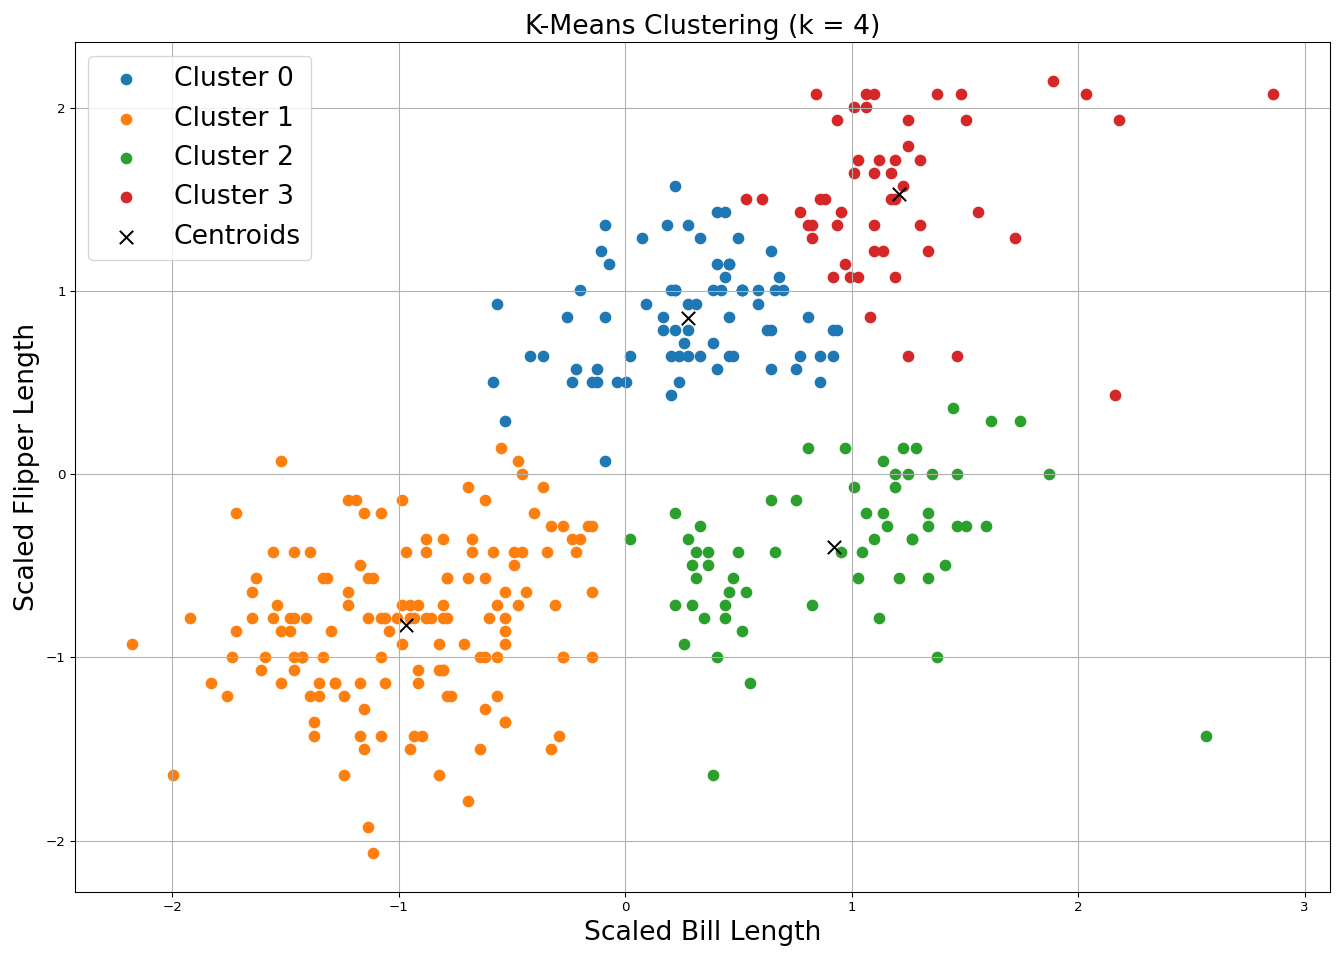 K-Means Clustering (k = 4)
Cluster 0
Cluster 1
Cluster 2
Cluster 3
Centroids
Scaled Flipper Length
2
1
0
−1
−2
−2
−1
0
1
2
3
Scaled Bill Length